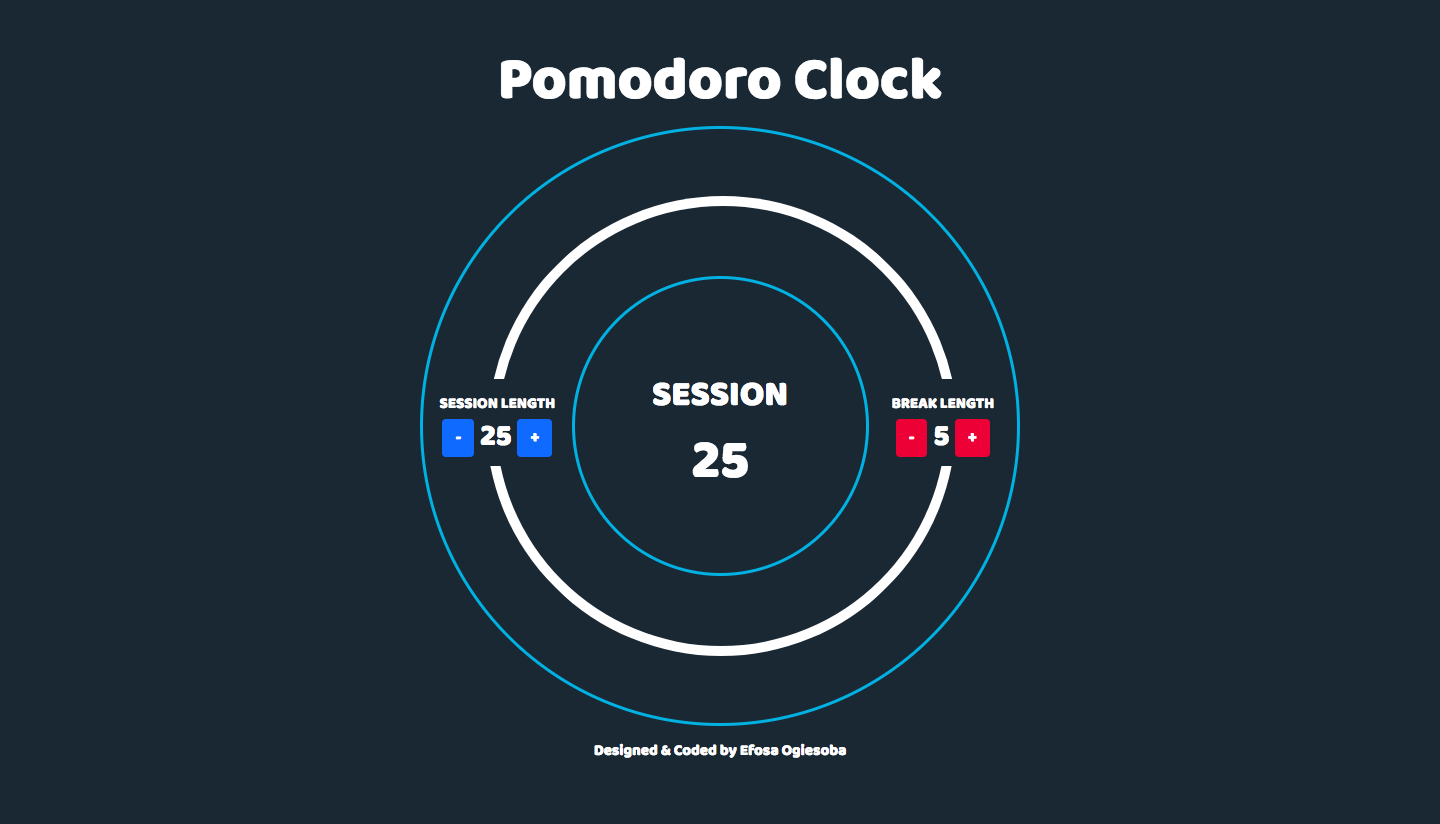 Pomodoro Clock
SESSION LENGTH
- 25 +
SESSION
25
BREAK LENGTH
- 5 +
Designed & Coded by Efosa Ogiesoba